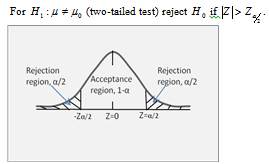 For H₁ : μ ≠ μ₀ (two-tailed test) reject H₀ if |Z| > Z_α/2.
Rejection region, α/2
Acceptance region, 1-α
Rejection region, α/2
-Zα/2 Z=0 Z=α/2